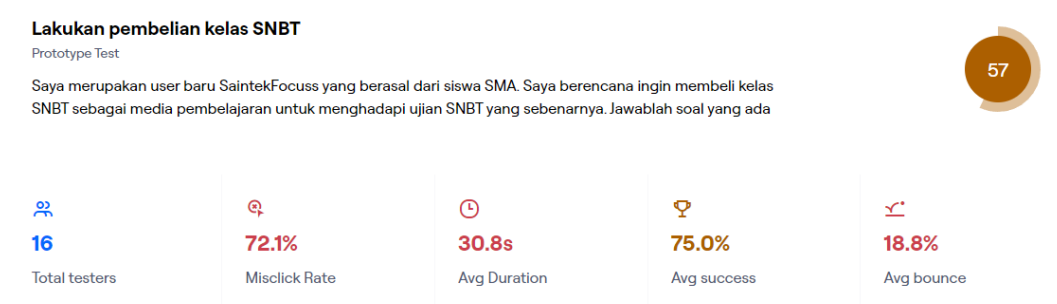 Lakukan pembelian kelas SNBT
Prototype Test
Saya merupakan user baru SaintekFocuss yang berasal dari siswa SMA. Saya berencana ingin membeli kelas
SNBT sebagai media pembelajaran untuk menghadapi ujian SNBT yang sebenarnya. Jawablah soal yang ada
57
16
Total testers
72.1%
Misclick Rate
30.8s
Avg Duration
75.0%
Avg success
18.8%
Avg bounce